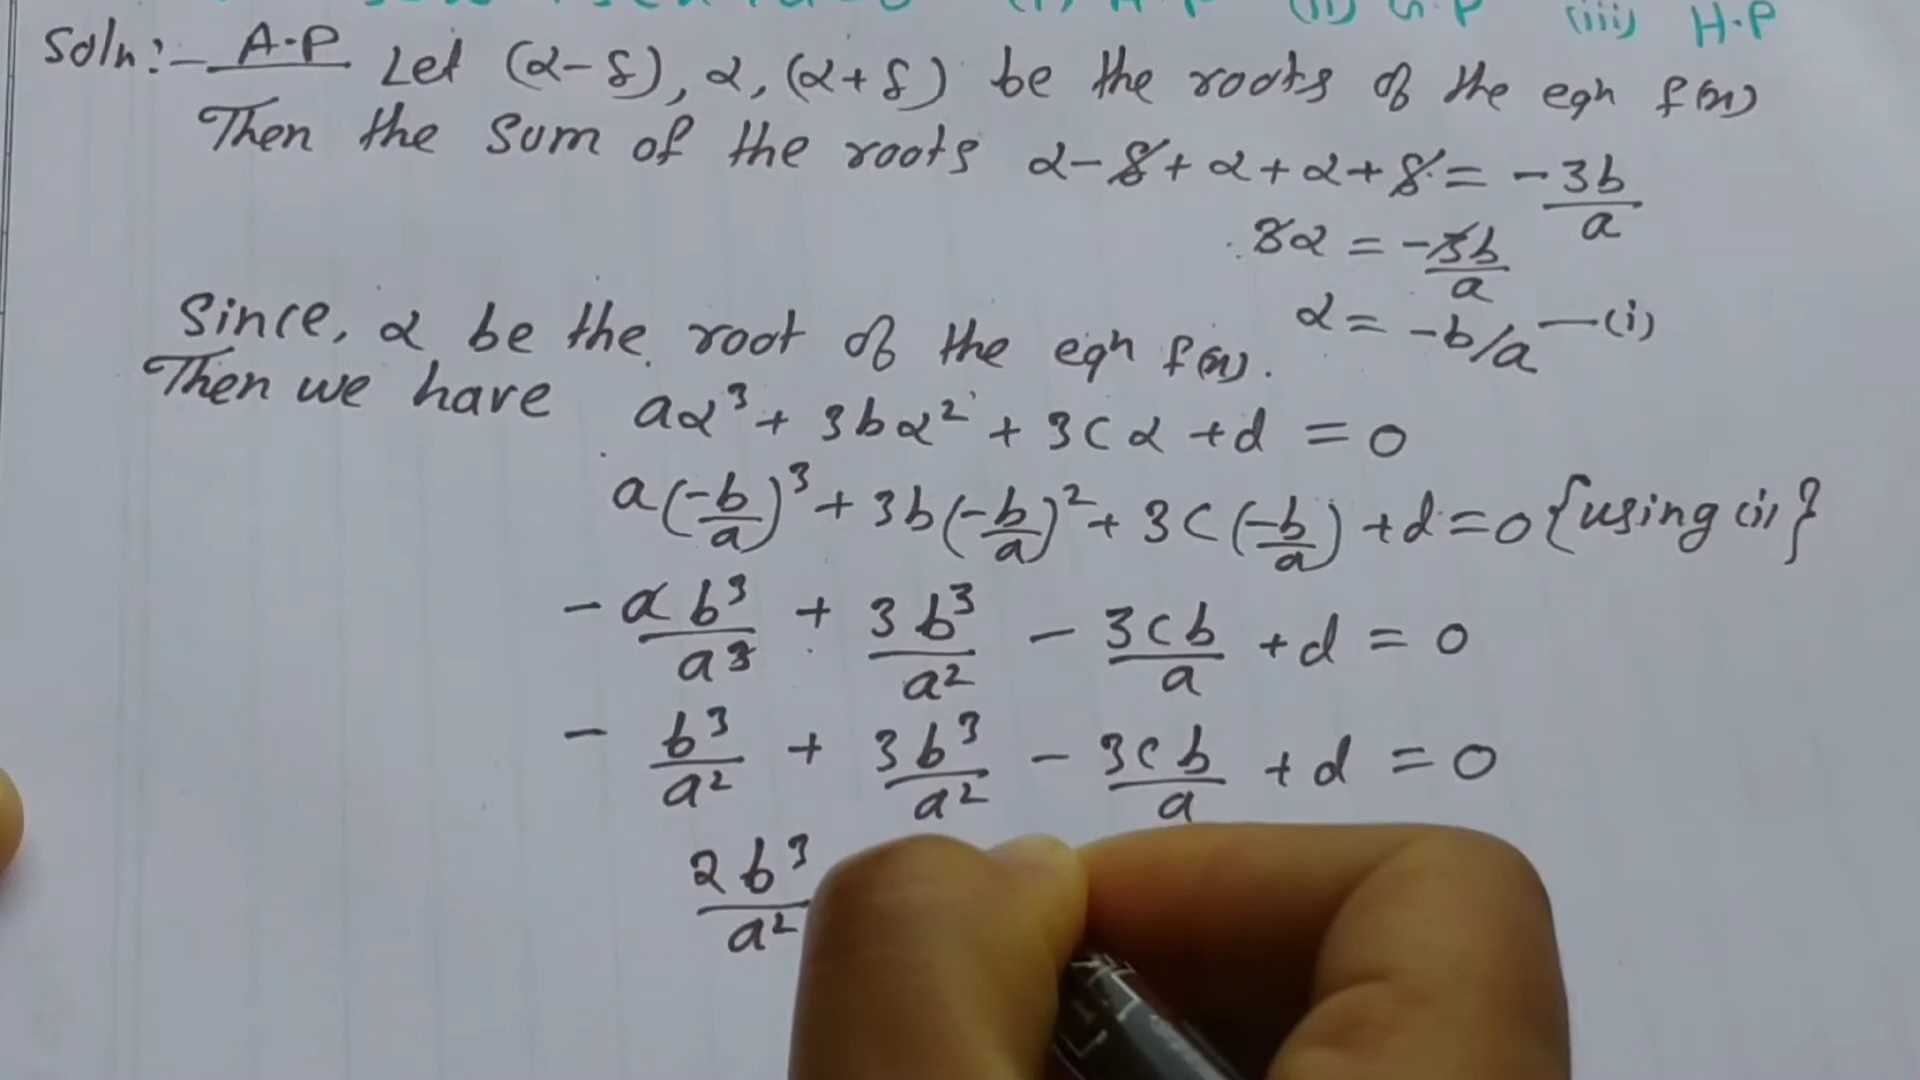 (i) A.P (ii) G.P (iii) H.P
Soln:- A.P Let (α-δ), α, (α+δ) be the roots of the eqn f(x)
Then the sum of the roots α-δ+α+α+δ = -3b/a
3α = -3b/a
α = -b/a —(i)
Since, α be the root of the eqn f(x).
Then we have aα³ + 3bα² + 3cα + d = 0
a(-b/a)³ + 3b(-b/a)² + 3c(-b/a) + d = 0 {using (i)}
- ab³/a³ + 3b³/a² - 3cb/a + d = 0
- b³/a² + 3b³/a² - 3cb/a + d = 0
2b³/a²